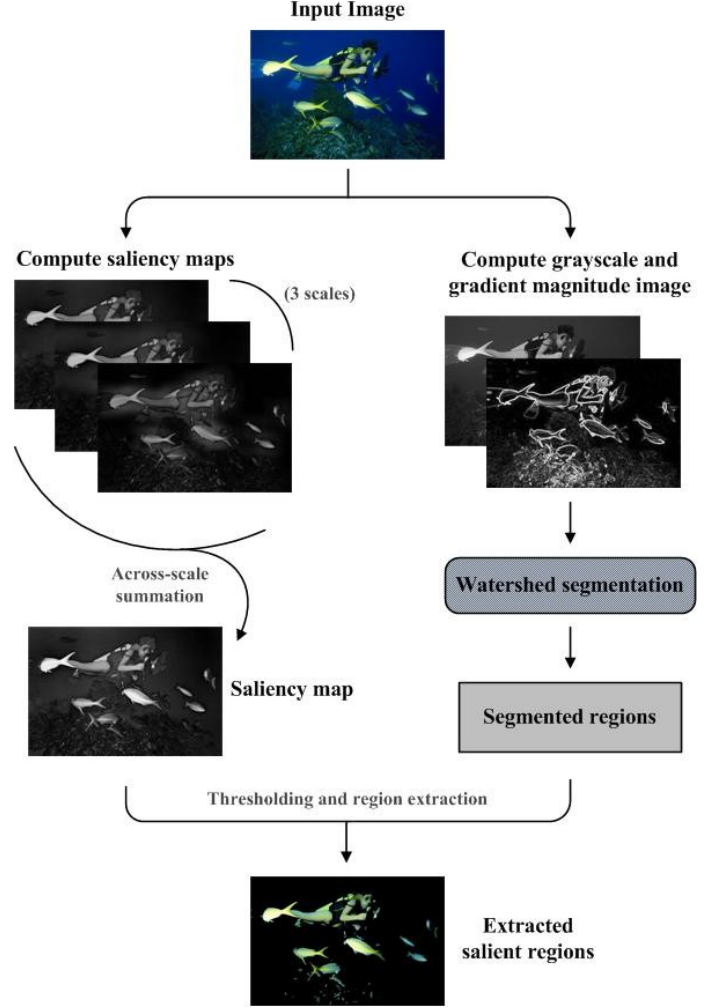 Input Image
Compute saliency maps
(3 scales)
Compute grayscale and
gradient magnitude image
Across-scale
summation
Watershed segmentation
Saliency map
Segmented regions
Thresholding and region extraction
Extracted
salient regions